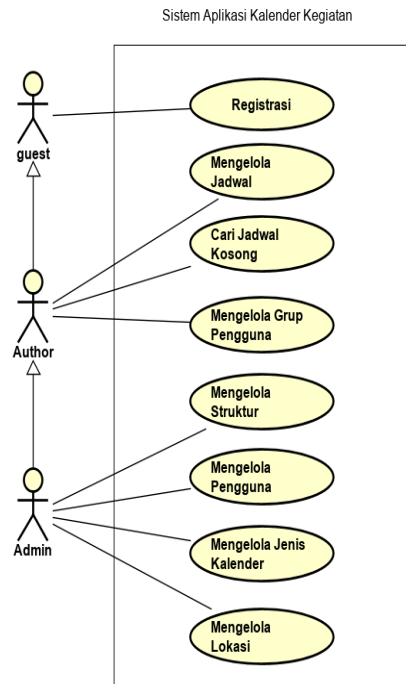 Sistem Aplikasi Kalender Kegiatan
Registrasi
guest
Mengelola
Jadwal
Cari Jadwal
Kosong
Mengelola Grup
Pengguna
Author
Mengelola
Struktur
Mengelola
Pengguna
Admin
Mengelola Jenis
Kalender
Mengelola
Lokasi